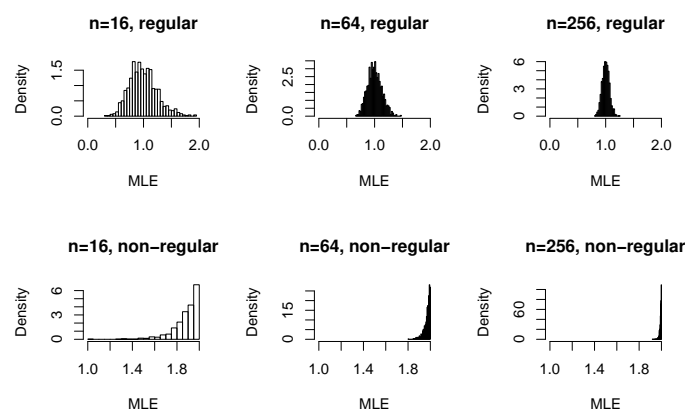 n=16, regular
n=64, regular
n=256, regular
Density
0.0
1.5
0.0
1.0
2.0
MLE
Density
0.0
2.5
0.0
1.0
2.0
MLE
Density
0
3
6
0.0
1.0
2.0
MLE
n=16, non−regular
n=64, non−regular
n=256, non−regular
Density
0
3
6
1.0
1.4
1.8
MLE
Density
0
15
1.0
1.4
1.8
MLE
Density
0
60
1.0
1.4
1.8
MLE